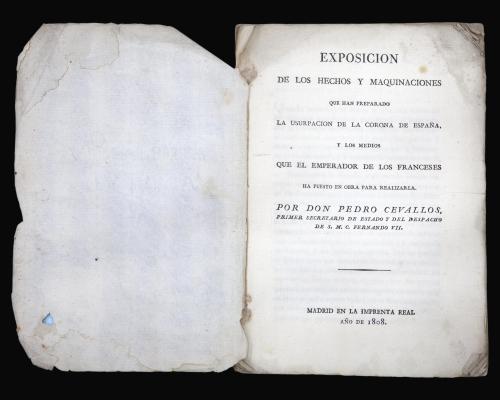 EXPOSICION
DE LOS HECHOS Y MAQUINACIONES
QUE HAN PREPARADO
LA USURPACION DE LA CORONA DE ESPAÑA,
Y LOS MEDIOS
QUE EL EMPERADOR DE LOS FRANCESES
HA PUESTO EN OBRA PARA REALIZARLA.
POR DON PEDRO CEVALLOS,
PRIMER SECRETARIO DE ESTADO Y DEL DESPACHO
DE S. M. C. FERNANDO VII.
MADRID EN LA IMPRENTA REAL
AÑO DE 1808.